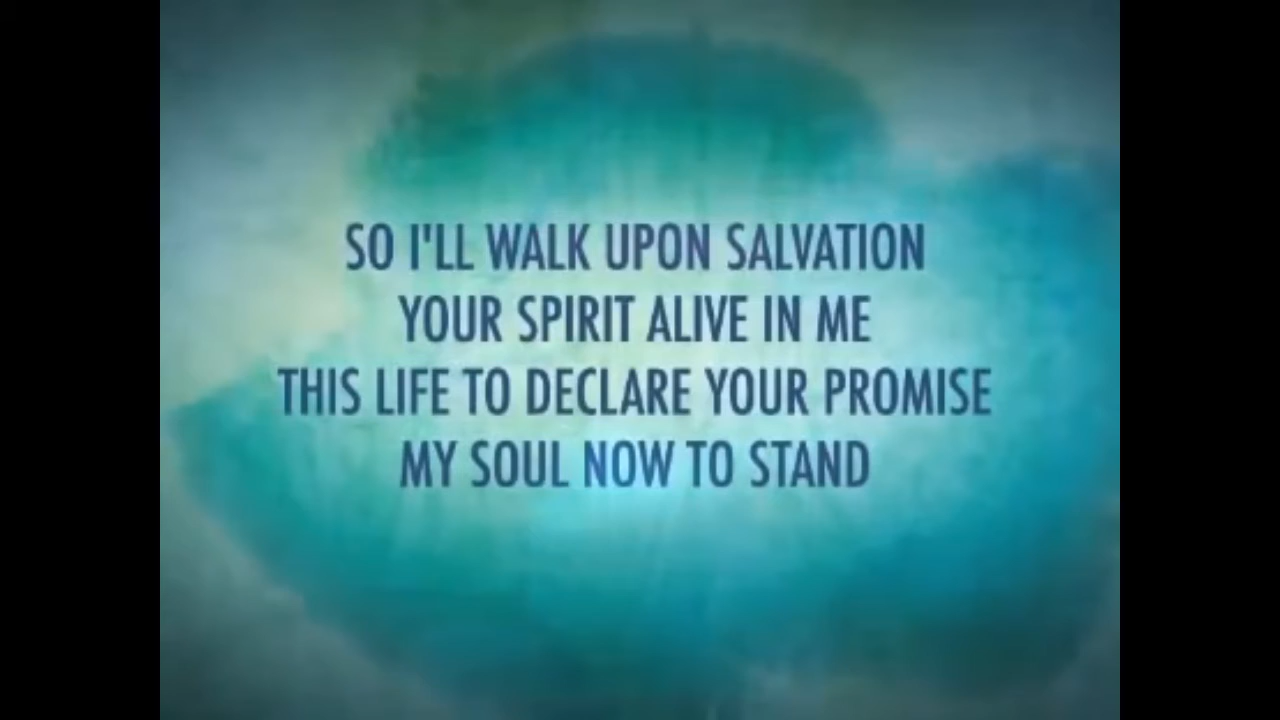 SO I'LL WALK UPON SALVATION
YOUR SPIRIT ALIVE IN ME
THIS LIFE TO DECLARE YOUR PROMISE
MY SOUL NOW TO STAND